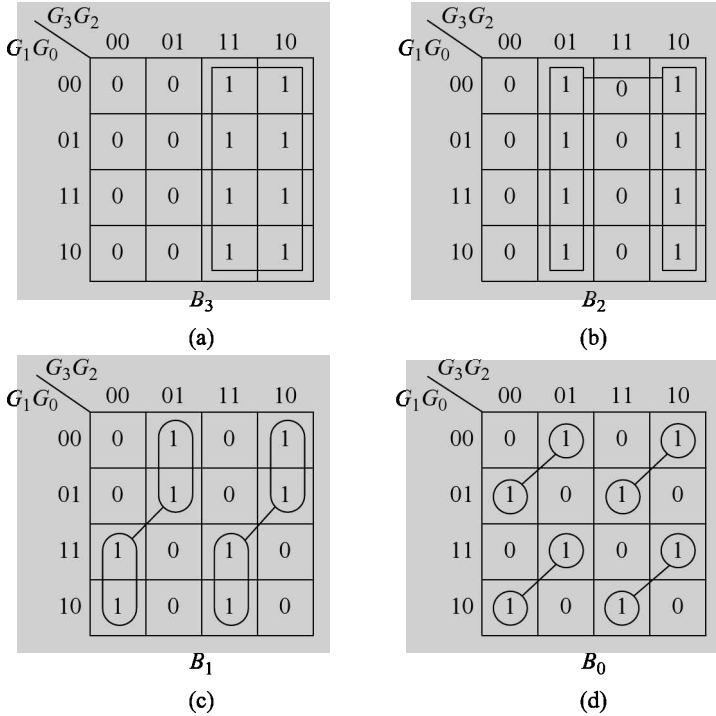 G₃G₂ G₃G₂
G₁G₀ 00 01 11 10 G₁G₀ 00 01 11 10
00 0 0 1 1 00 0 1 0 1
01 0 0 1 1 01 0 1 0 1
11 0 0 1 1 11 0 1 0 1
10 0 0 1 1 10 0 1 0 1
B₃ B₂
(a) (b)
G₃G₂ G₃G₂
G₁G₀ 00 01 11 10 G₁G₀ 00 01 11 10
00 0 1 0 1 00 0 1 0 1
01 0 1 0 1 01 1 0 1 0
11 1 0 1 0 11 0 1 0 1
10 1 0 1 0 10 1 0 1 0
B₁ B₀
(c) (d)